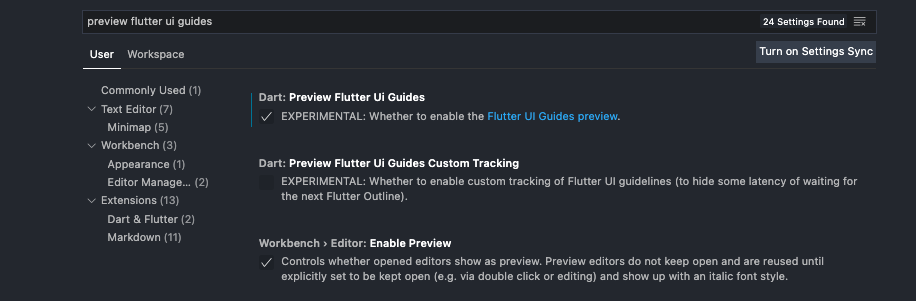 preview flutter ui guides
24 Settings Found
User
Workspace
Turn on Settings Sync
Commonly Used (1)
Text Editor (7)
Minimap (5)
Workbench (3)
Appearance (1)
Editor Manage... (2)
Extensions (13)
Dart & Flutter (2)
Markdown (11)
Dart: Preview Flutter Ui Guides
EXPERIMENTAL: Whether to enable the Flutter UI Guides preview.
Dart: Preview Flutter Ui Guides Custom Tracking
EXPERIMENTAL: Whether to enable custom tracking of Flutter UI guidelines (to hide some latency of waiting for
the next Flutter Outline).
Workbench › Editor: Enable Preview
Controls whether opened editors show as preview. Preview editors do not keep open and are reused until
explicitly set to be kept open (e.g. via double click or editing) and show up with an italic font style.